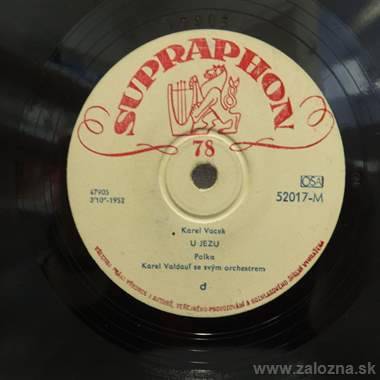 SUPRAPHON
78
47905
3'10"-1952
OSA
52017-M
Karel Vacek
U JEZU
Polka
Karel Valdauf se svým orchestrem
d
www.zalozna.sk